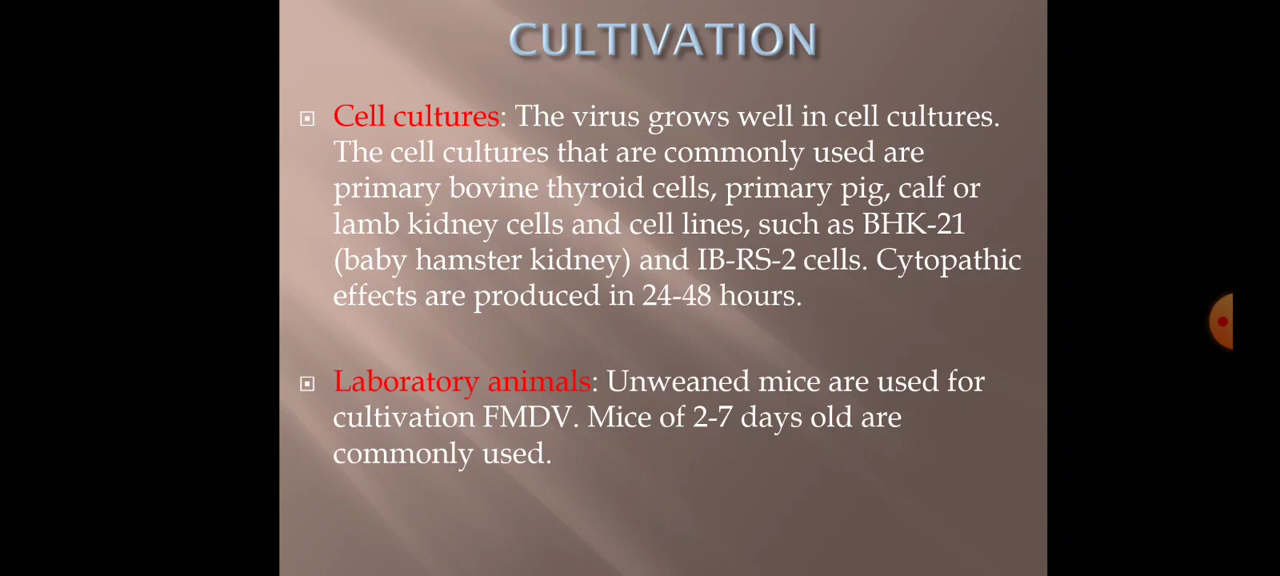 CULTIVATION
Cell cultures: The virus grows well in cell cultures.
The cell cultures that are commonly used are
primary bovine thyroid cells, primary pig, calf or
lamb kidney cells and cell lines, such as BHK-21
(baby hamster kidney) and IB-RS-2 cells. Cytopathic
effects are produced in 24-48 hours.
Laboratory animals: Unweaned mice are used for
cultivation FMDV. Mice of 2-7 days old are
commonly used.